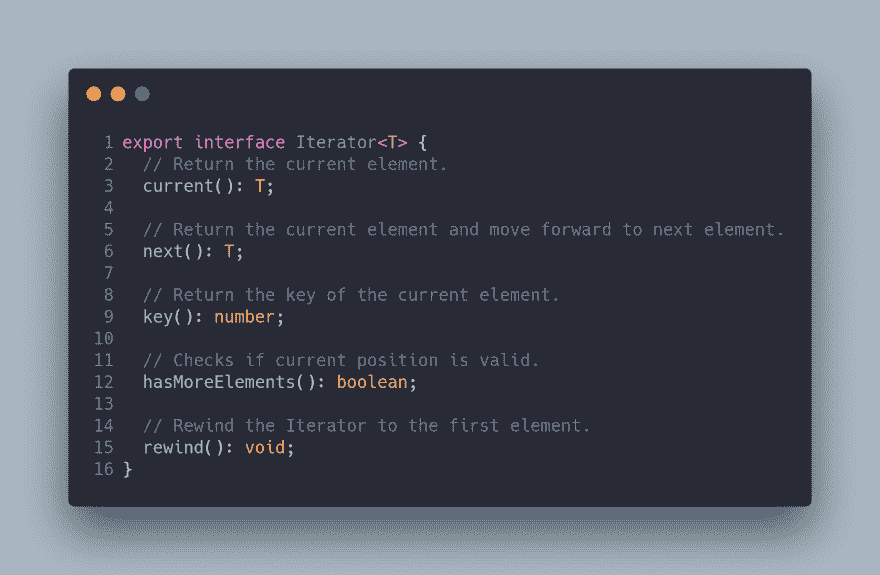 1 export interface Iterator<T> {
2 // Return the current element.
3 current(): T;
4
5 // Return the current element and move forward to next element.
6 next(): T;
7
8 // Return the key of the current element.
9 key(): number;
10
11 // Checks if current position is valid.
12 hasMoreElements(): boolean;
13
14 // Rewind the Iterator to the first element.
15 rewind(): void;
16 }